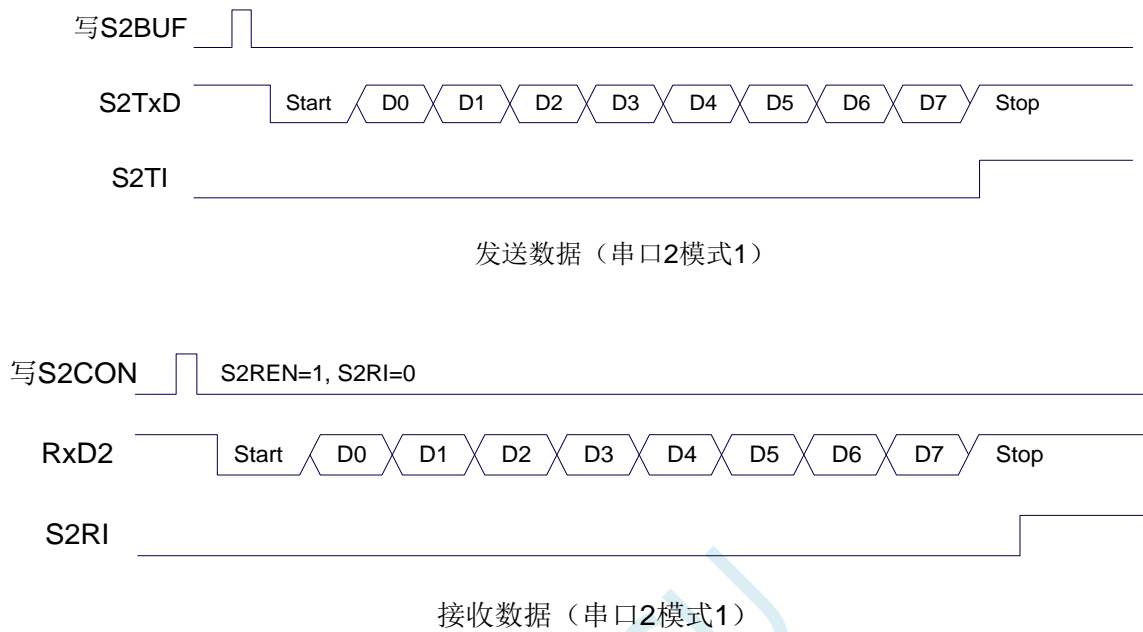 写S2BUF
S2TxD Start D0 D1 D2 D3 D4 D5 D6 D7 Stop
S2TI
发送数据（串口2模式1）
写S2CON S2REN=1, S2RI=0
RxD2 Start D0 D1 D2 D3 D4 D5 D6 D7 Stop
S2RI
接收数据（串口2模式1）